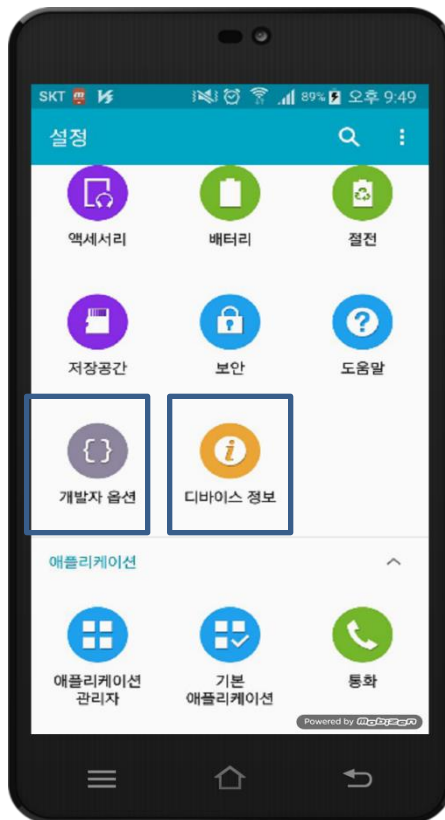 SKT 89% 오후 9:49
설정
액세서리 배터리 절전
저장공간 보안 도움말
{ } ? i
개발자 옵션 디바이스 정보
애플리케이션
애플리케이션 관리자 기본 애플리케이션 통화
Powered by Mobizen